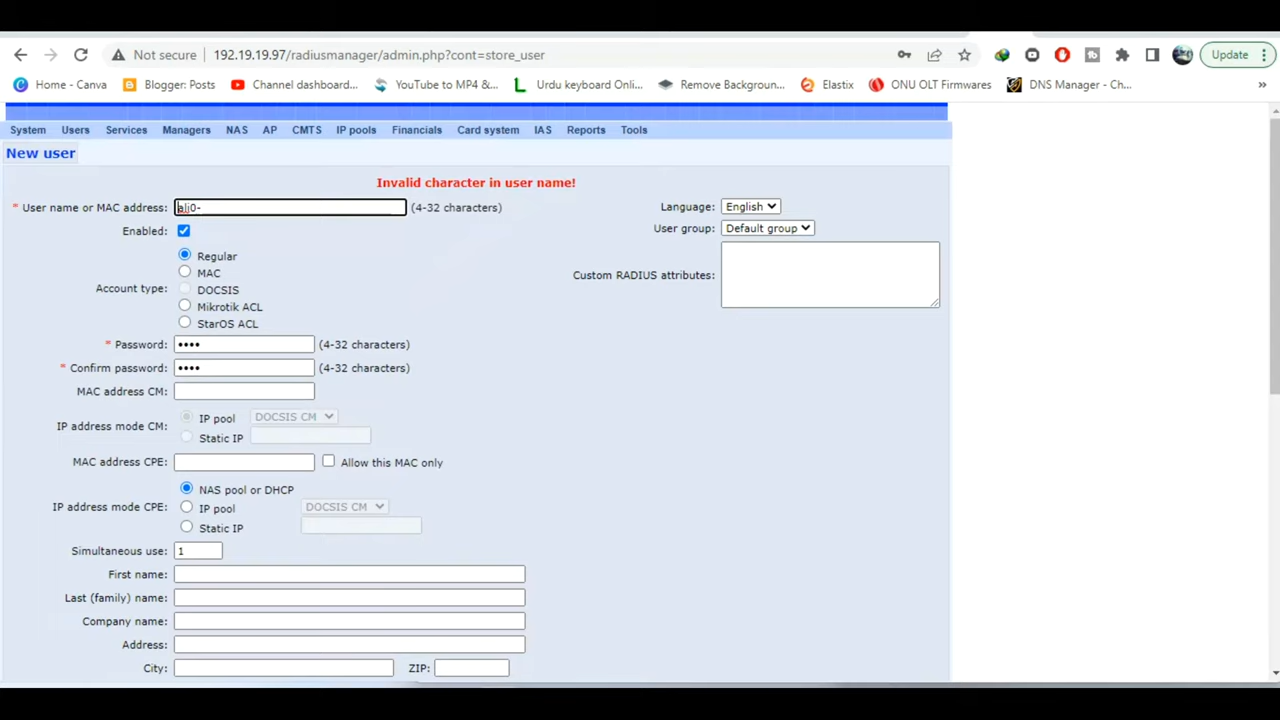 Not secure 192.19.19.97/radiusmanager/admin.php?cont=store_user Update
Home - Canva Blogger: Posts Channel dashboard... YouTube to MP4 &... Urdu keyboard Onli... Remove Backgroun... Elastix ONU OLT Firmwares DNS Manager - Ch... »
System Users Services Managers NAS AP CMTS IP pools Financials Card system IAS Reports Tools
New user
Invalid character in user name!
* User name or MAC address: ali0- (4-32 characters) Language: English
Enabled: User group: Default group
Account type: Regular
MAC
DOCSIS
Mikrotik ACL
StarOS ACL
Custom RADIUS attributes:
* Password: •••• (4-32 characters)
* Confirm password: •••• (4-32 characters)
MAC address CM:
IP address mode CM: IP pool DOCSIS CM
Static IP
MAC address CPE: Allow this MAC only
IP address mode CPE: NAS pool or DHCP
IP pool DOCSIS CM
Static IP
Simultaneous use: 1
First name:
Last (family) name:
Company name:
Address:
City: ZIP: